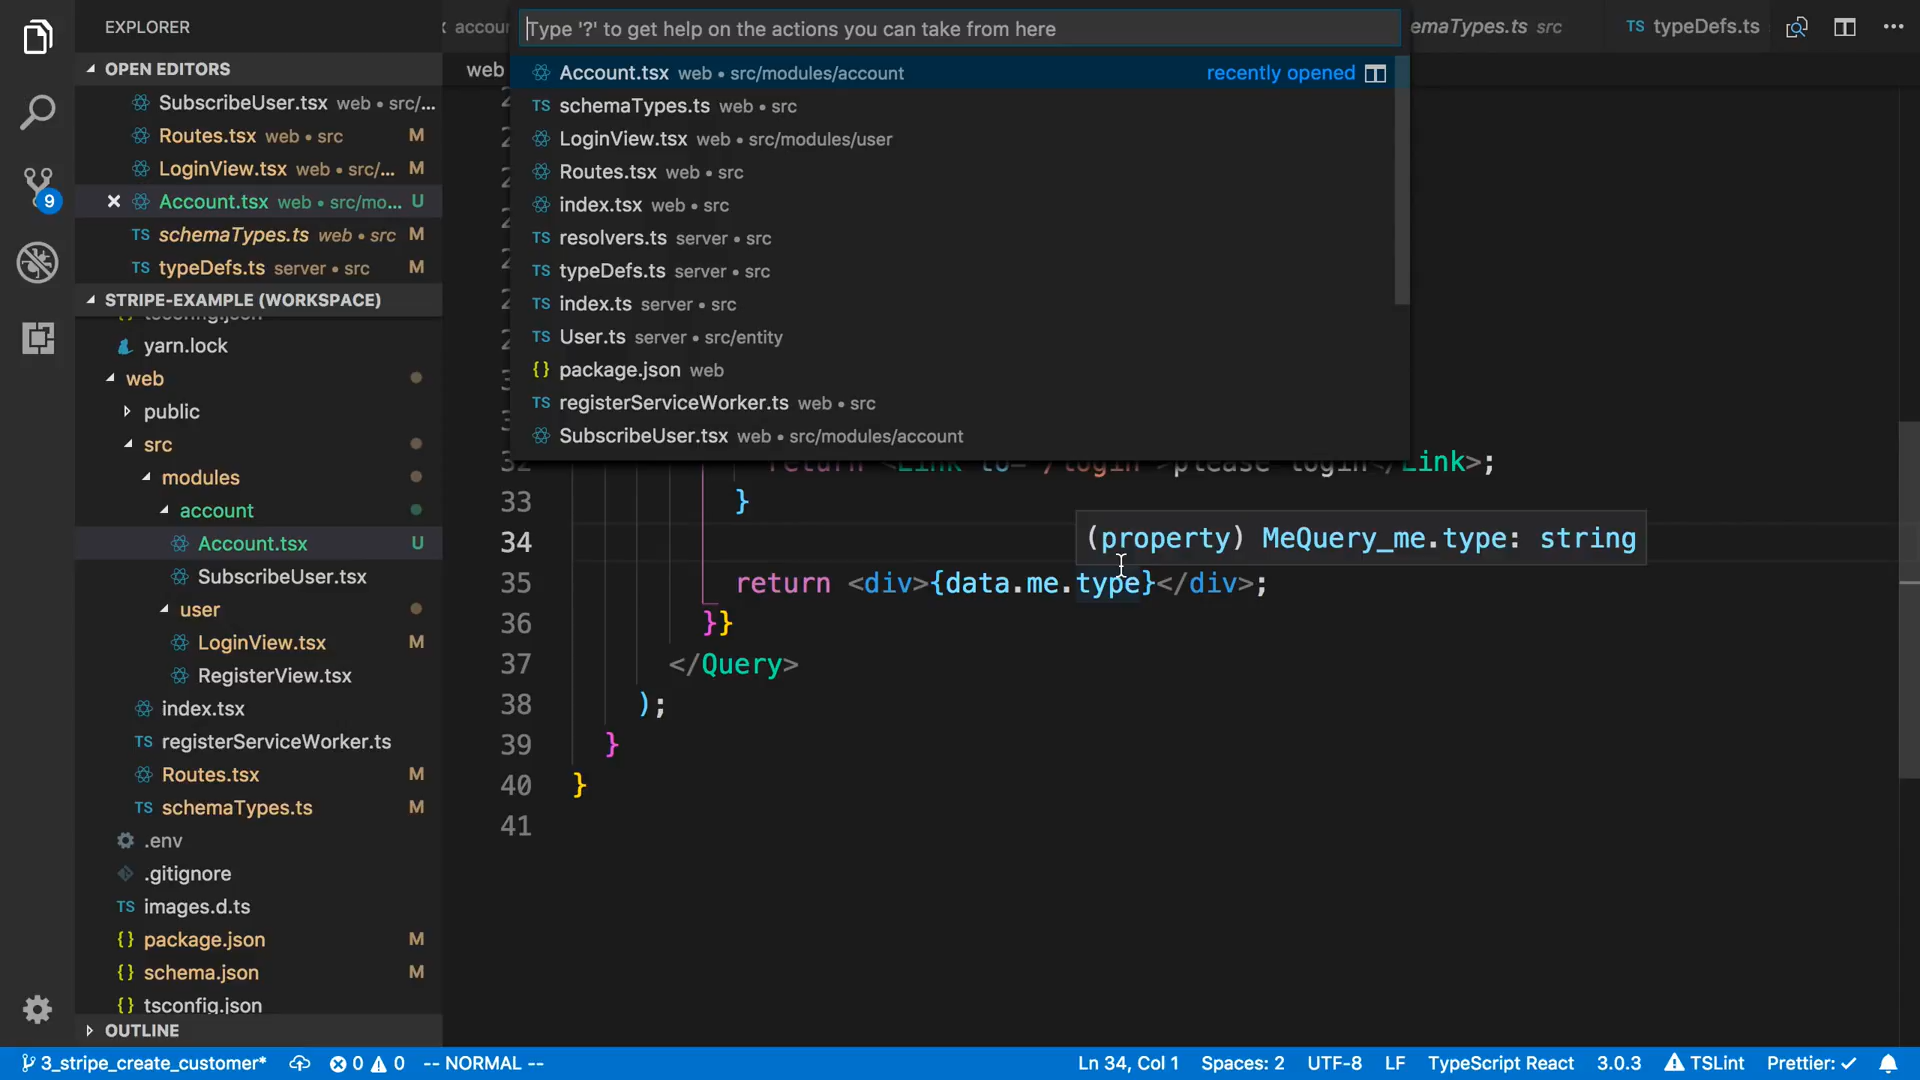 EXPLORER
OPEN EDITORS
SubscribeUser.tsx web • src/...
Routes.tsx web • src M
LoginView.tsx web • src/... M
Account.tsx web • src/mo... U
TS schemaTypes.ts web • src M
TS typeDefs.ts server • src M
STRIPE-EXAMPLE (WORKSPACE)
tsconfig.json
yarn.lock
web
public
src
modules
account
Account.tsx U
SubscribeUser.tsx
user
LoginView.tsx M
RegisterView.tsx
index.tsx
TS registerServiceWorker.ts
Routes.tsx M
TS schemaTypes.ts M
.env
.gitignore
TS images.d.ts
{} package.json M
{} schema.json M
{} tsconfig.json
OUTLINE
9
accou
emaTypes.ts src
TS typeDefs.ts
web
Type '?' to get help on the actions you can take from here
Account.tsx web • src/modules/account recently opened
TS schemaTypes.ts web • src
LoginView.tsx web • src/modules/user
Routes.tsx web • src
index.tsx web • src
TS resolvers.ts server • src
TS typeDefs.ts server • src
TS index.ts server • src
TS User.ts server • src/entity
{} package.json web
TS registerServiceWorker.ts web • src
SubscribeUser.tsx web • src/modules/account
32 return <Link to="/login">please login</Link>;
33 }
34
(property) MeQuery_me.type: string
35 return <div>{data.me.type}</div>;
36 }}
37 </Query>
38 );
39 }
40 }
41
3_stripe_create_customer* 0 0 -- NORMAL -- Ln 34, Col 1 Spaces: 2 UTF-8 LF TypeScript React 3.0.3 TSLint Prettier: ✓